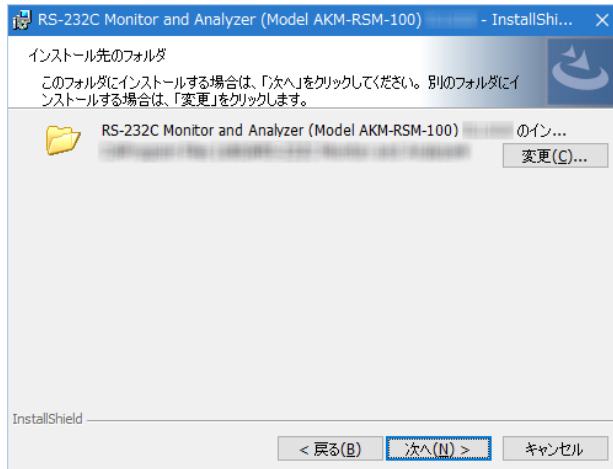 RS-232C Monitor and Analyzer (Model AKM-RSM-100) - InstallShi...
インストール先のフォルダ
このフォルダにインストールする場合は、「次へ」をクリックしてください。別のフォルダにイ
ンストールする場合は、「変更」をクリックします。
RS-232C Monitor and Analyzer (Model AKM-RSM-100) のイン...
変更(C)...
InstallShield
< 戻る(B)
次へ(N) >
キャンセル